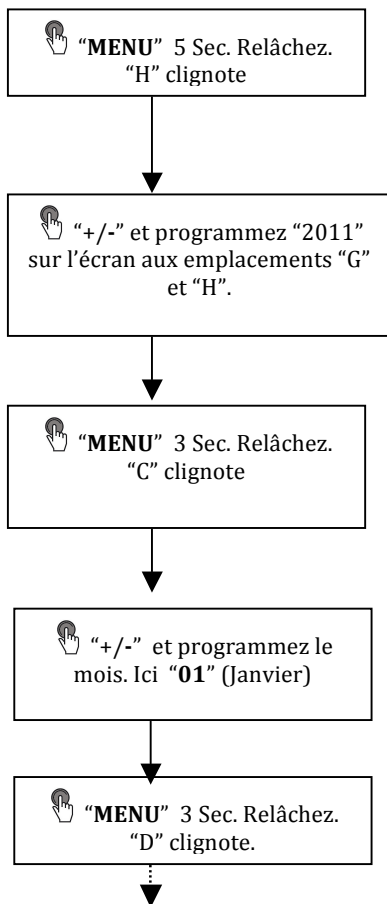 “MENU” 5 Sec. Relâchez.
“H” clignote
“+/-” et programmez “2011”
sur l’écran aux emplacements “G”
et “H”.
“MENU” 3 Sec. Relâchez.
“C” clignote
“+/-” et programmez le
mois. Ici “01” (Janvier)
“MENU” 3 Sec. Relâchez.
“D” clignote.